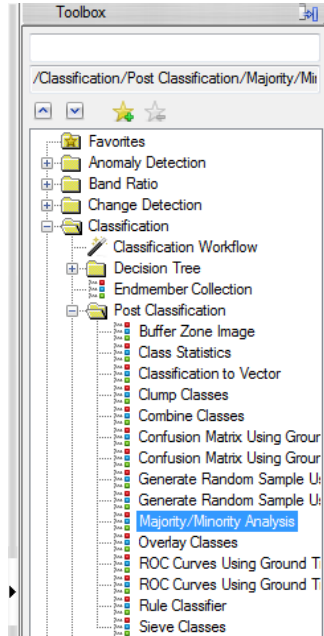 Toolbox
/Classification/Post Classification/Majority/Mi
Favorites
Anomaly Detection
Band Ratio
Change Detection
Classification
Classification Workflow
Decision Tree
Endmember Collection
Post Classification
Buffer Zone Image
Class Statistics
Classification to Vector
Clump Classes
Combine Classes
Confusion Matrix Using Groun
Confusion Matrix Using Groun
Generate Random Sample U
Generate Random Sample U
Majority/Minority Analysis
Overlay Classes
ROC Curves Using Ground T
ROC Curves Using Ground T
Rule Classifier
Sieve Classes